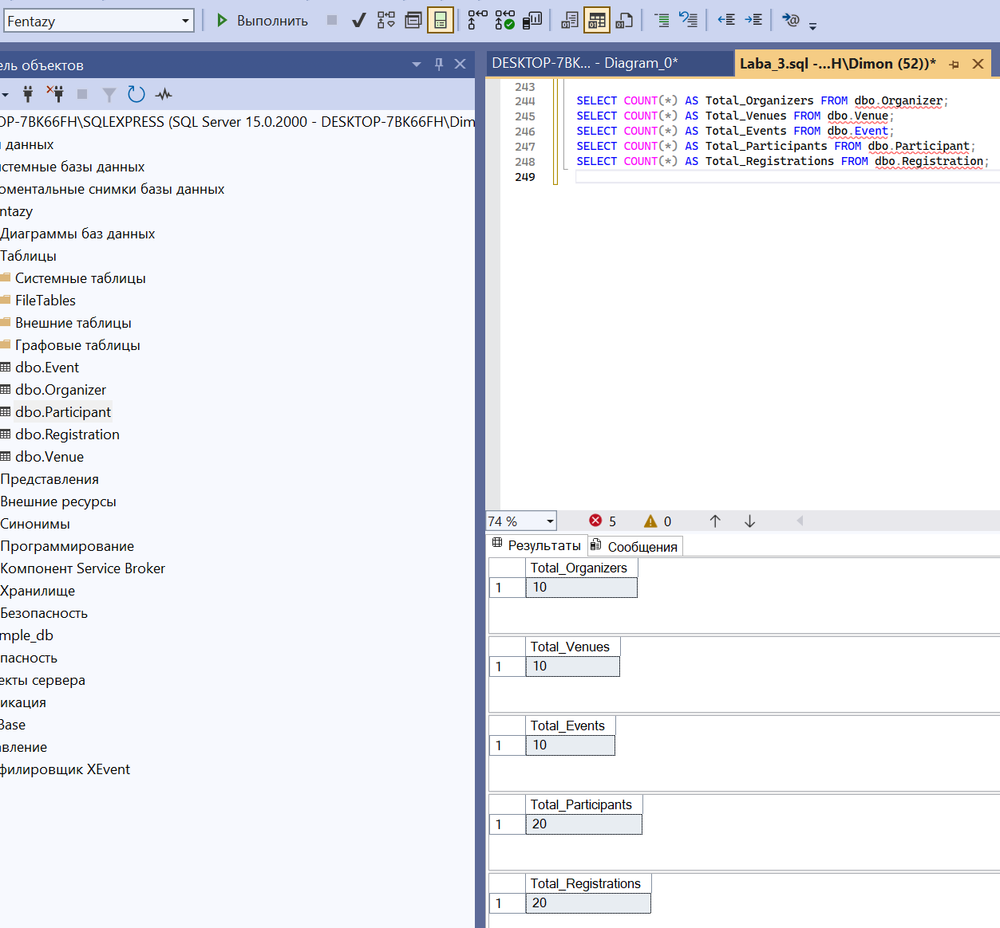 Fentazy
Выполнить
ель объектов
OP-7BK66FH\SQLEXPRESS (SQL Server 15.0.2000 - DESKTOP-7BK66FH\Dim
данных
истемные базы данных
оментальные снимки базы данных
ntazy
Диаграммы баз данных
Таблицы
Системные таблицы
FileTables
Внешние таблицы
Графовые таблицы
dbo.Event
dbo.Organizer
dbo.Participant
dbo.Registration
dbo.Venue
Представления
Внешние ресурсы
Синонимы
Программирование
Компонент Service Broker
Хранилище
Безопасность
mple_db
пасность
екты сервера
икация
Base
авление
филировщик XEvent
DESKTOP-7BK... - Diagram_0*
Laba_3.sql -...H\Dimon (52))*
243
244 SELECT COUNT(*) AS Total_Organizers FROM dbo.Organizer;
245 SELECT COUNT(*) AS Total_Venues FROM dbo.Venue;
246 SELECT COUNT(*) AS Total_Events FROM dbo.Event;
247 SELECT COUNT(*) AS Total_Participants FROM dbo.Participant;
248 SELECT COUNT(*) AS Total_Registrations FROM dbo.Registration;
249
74 %
5
0
Результаты
Сообщения
Total_Organizers
1 10
Total_Venues
1 10
Total_Events
1 10
Total_Participants
1 20
Total_Registrations
1 20